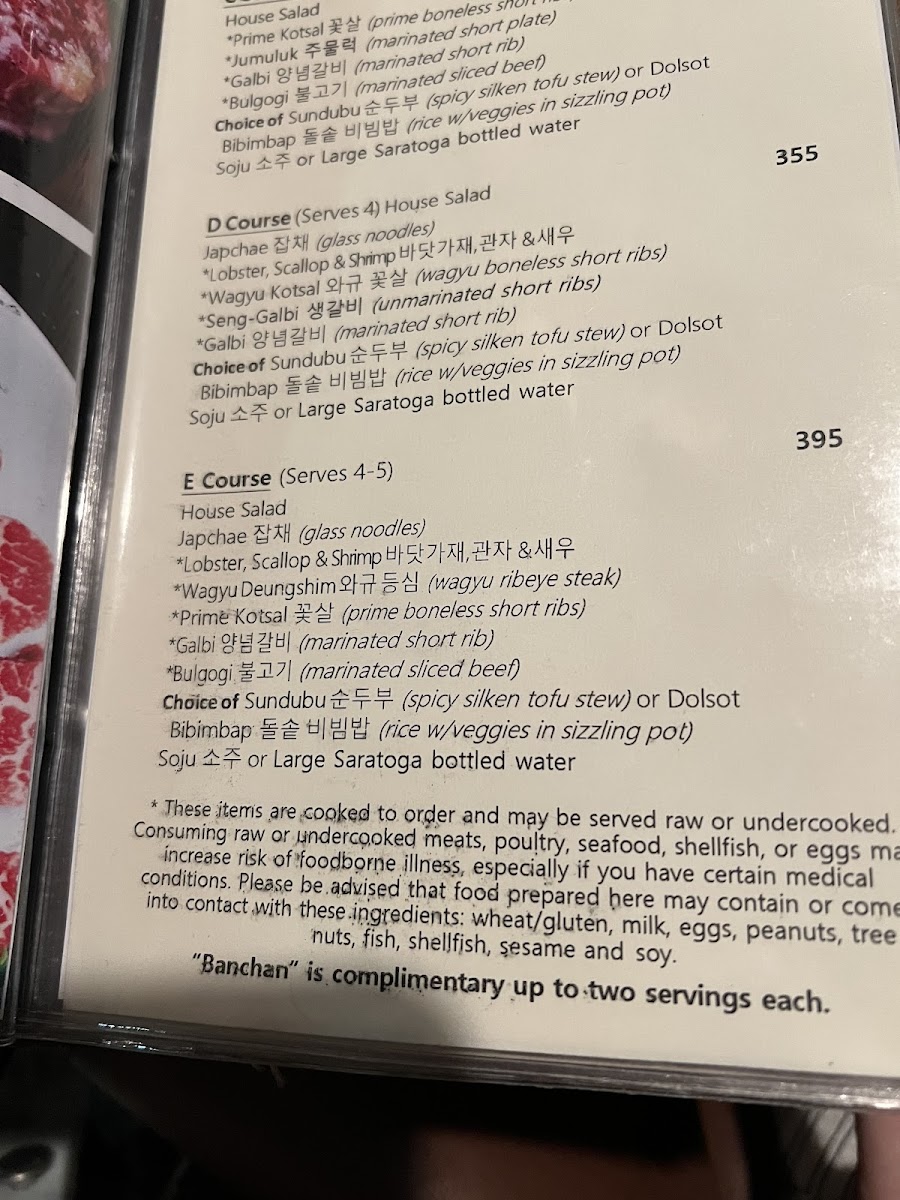 House Salad
*Prime Kotsal 꽃살 (prime boneless short
*Jumuluk 주물럭 (marinated short plate)
*Galbi 양념갈비 (marinated short rib)
*Bulgogi 불고기 (marinated sliced beef)
Choice of Sundubu 순두부 (spicy silken tofu stew) or Dolsot
Bibimbap 돌솥 비빔밥 (rice w/veggies in sizzling pot)
Soju 소주 or Large Saratoga bottled water
355
D Course (Serves 4) House Salad
Japchae 잡채 (glass noodles)
*Lobster, Scallop & Shrimp 바닷가재,관자 &새우
*Wagyu Kotsal 와규 꽃살 (wagyu boneless short ribs)
*Seng-Galbi 생갈비 (unmarinated short ribs)
*Galbi 양념갈비 (marinated short rib)
Choice of Sundubu 순두부 (spicy silken tofu stew) or Dolsot
Bibimbap 돌솥 비빔밥 (rice w/veggies in sizzling pot)
Soju 소주 or Large Saratoga bottled water
395
E Course (Serves 4-5)
House Salad
Japchae 잡채 (glass noodles)
*Lobster, Scallop & Shrimp 바닷가재,관자 &새우
*Wagyu Deungshim 와규 등심 (wagyu ribeye steak)
*Prime Kotsal 꽃살 (prime boneless short ribs)
*Galbi 양념갈비 (marinated short rib)
*Bulgogi 불고기 (marinated sliced beef)
Choice of Sundubu 순두부 (spicy silken tofu stew) or Dolsot
Bibimbap 돌솥 비빔밥 (rice w/veggies in sizzling pot)
Soju 소주 or Large Saratoga bottled water
* These items are cooked to order and may be served raw or undercooked.
Consuming raw or undercooked meats, poultry, seafood, shellfish, or eggs ma
increase risk of foodborne illness, especially if you have certain medical
conditions. Please be advised that food prepared here may contain or come
into contact with these ingredients: wheat/gluten, milk, eggs, peanuts, tree
nuts, fish, shellfish, sesame and soy.
"Banchan" is complimentary up to two servings each.